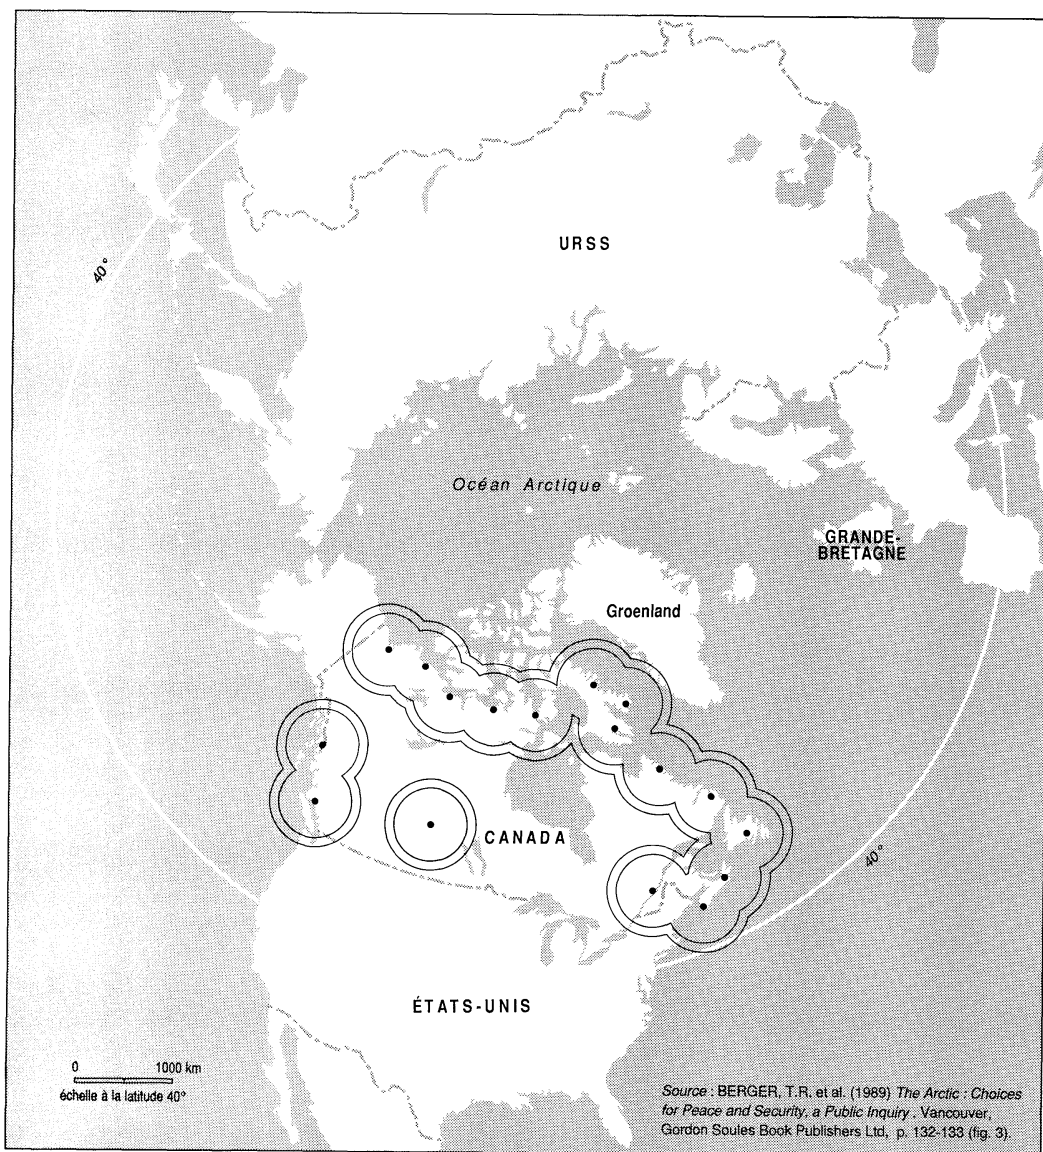 URSS
40°
Océan Arctique
GRANDE-
BRETAGNE
Groenland
CANADA
40°
ÉTATS-UNIS
0 1000 km
échelle à la latitude 40°
Source : BERGER, T.R. et al. (1989) The Arctic : Choices
for Peace and Security, a Public Inquiry . Vancouver,
Gordon Soules Book Publishers Ltd, p. 132-133 (fig. 3).